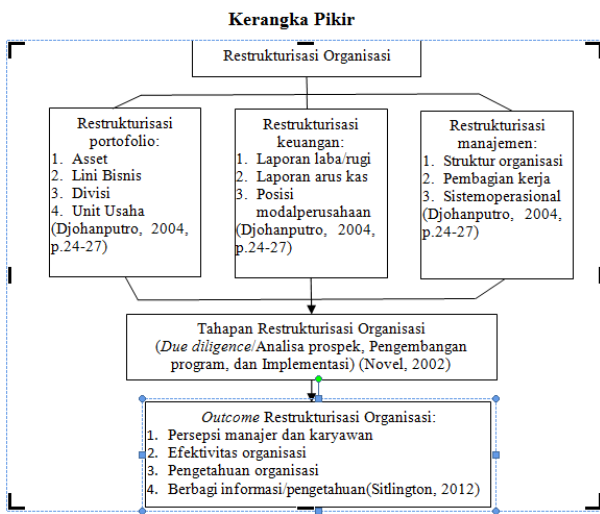 Kerangka Pikir
Restrukturisasi Organisasi
Restrukturisasi
portofolio:
1. Asset
2. Lini Bisnis
3. Divisi
4. Unit Usaha
(Djohanputro, 2004,
p.24-27)
Restrukturisasi
keuangan:
1. Laporan laba/rugi
2. Laporan arus kas
3. Posisi
modalperusahaan
(Djohanputro, 2004,
p.24-27)
Restrukturisasi
manajemen:
1. Struktur organisasi
2. Pembagian kerja
3. Sistemoperasional
(Djohanputro, 2004,
p.24-27)
Tahapan Restrukturisasi Organisasi
(Due diligence/Analisa prospek, Pengembangan
program, dan Implementasi) (Novel, 2002)
Outcome Restrukturisasi Organisasi:
1. Persepsi manajer dan karyawan
2. Efektivitas organisasi
3. Pengetahuan organisasi
4. Berbagi informasi/pengetahuan(Sitlington, 2012)